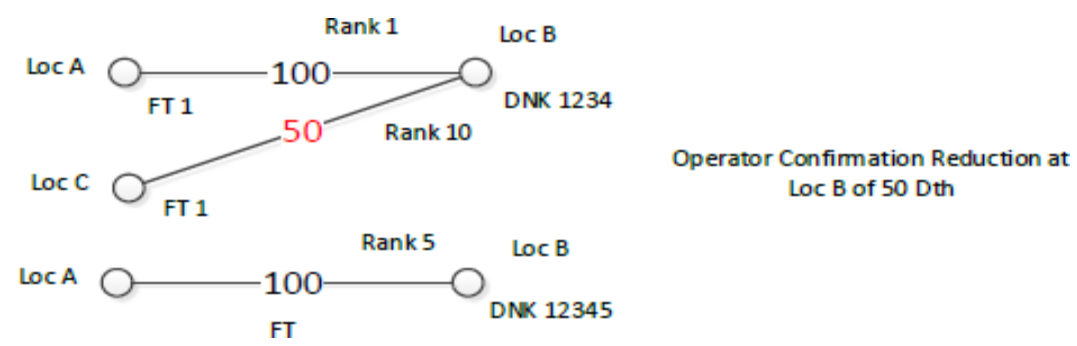 Rank 1
Loc B
Loc A
100
FT 1
DNK 1234
50
Rank 10
Loc C
FT 1
Operator Confirmation Reduction at
Loc B of 50 Dth
Rank 5
Loc B
Loc A
100
DNK 12345
FT